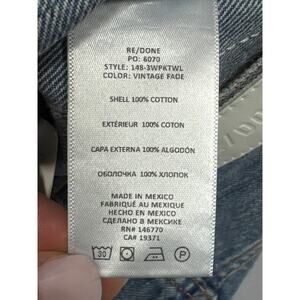 RE/DONE
PO: 6070
STYLE: 148-3WPKTWL
COLOR: VINTAGE FADE
SHELL 100% COTTON
EXTÉRIEUR 100% COTON
CAPA EXTERNA 100% ALGODÓN
ОБОЛОЧКА 100% ХЛОПОК
MADE IN MEXICO
FABRIQUÉ AU MEXIQUE
HECHO EN MEXICO
СДЕЛАНО В МЕКСИКЕ
RN# 146770
CA# 19371
30
P